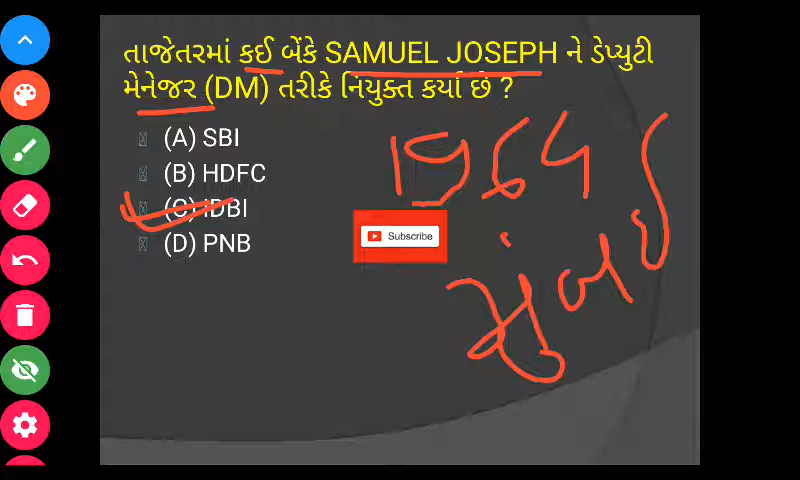 તાજેતરમાં કઈ બેંકે SAMUEL JOSEPH ને ડેપ્યુટી
મેનેજર (DM) તરીકે નિયુક્ત કર્યા છે ?
(A) SBI
(B) HDFC
(C) IDBI
(D) PNB
1964
Subscribe
મુંબઈ